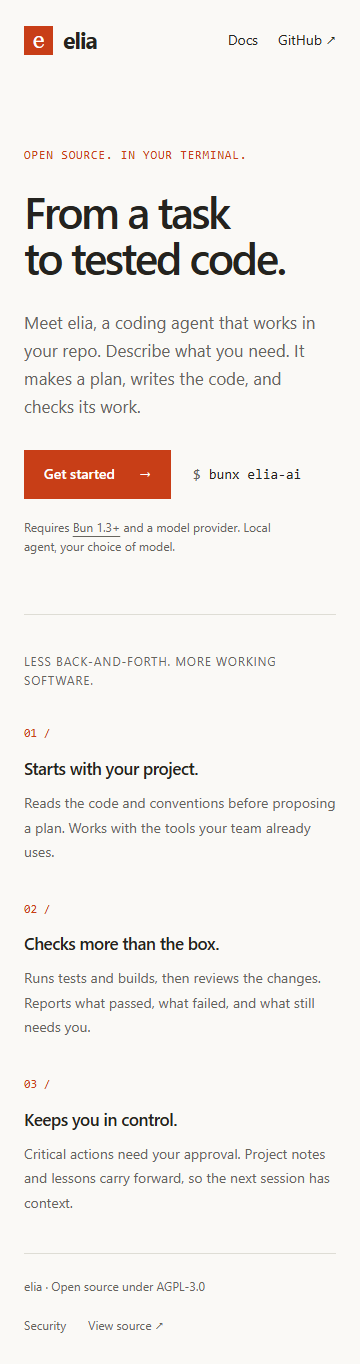 e elia Docs GitHub ↗
OPEN SOURCE. IN YOUR TERMINAL.
From a task
to tested code.
Meet elia, a coding agent that works in
your repo. Describe what you need. It
makes a plan, writes the code, and
checks its work.
Get started → $ bunx elia-ai
Requires Bun 1.3+ and a model provider. Local
agent, your choice of model.
LESS BACK-AND-FORTH. MORE WORKING
SOFTWARE.
01 /
Starts with your project.
Reads the code and conventions before proposing
a plan. Works with the tools your team already
uses.
02 /
Checks more than the box.
Runs tests and builds, then reviews the changes.
Reports what passed, what failed, and what still
needs you.
03 /
Keeps you in control.
Critical actions need your approval. Project notes
and lessons carry forward, so the next session has
context.
elia · Open source under AGPL-3.0
Security View source ↗